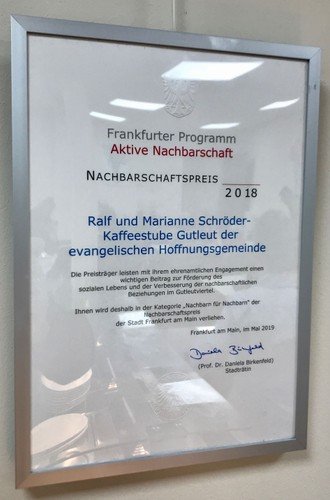 Frankfurter Programm
Aktive Nachbarschaft
NACHBARSCHAFTSPREIS
2018
Ralf und Marianne Schröder-
Kaffeestube Gutleut der
evangelischen Hoffnungsgemeinde
Die Preisträger leisten mit ihrem ehrenamtlichen Engagement einen
wichtigen Beitrag zur Förderung des
sozialen Lebens und der Verbesserung der nachbarschaftlichen
Beziehungen im Gutleutviertel.
Ihnen wird deshalb in der Kategorie „Nachbarn für Nachbarn" der
Nachbarschaftspreis
der Stadt Frankfurt am Main verliehen.
Frankfurt am Main, im Mai 2019
Daniela Birkenfeld
(Prof. Dr. Daniela Birkenfeld)
Stadträtin